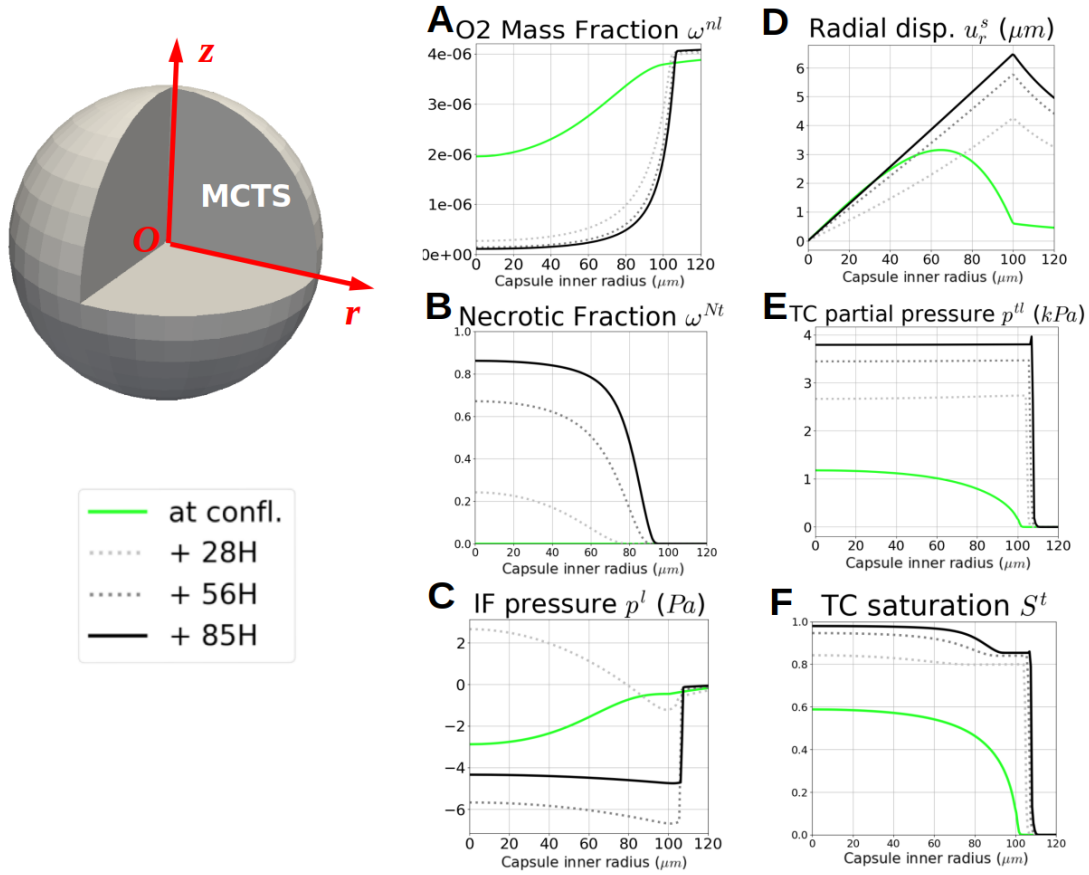 z
MCTS
O
r
at confl.
+ 28H
+ 56H
+ 85H
A
O2 Mass Fraction ω^{nl}
4e-06
3e-06
2e-06
1e-06
0e+00
0 20 40 60 80 100 120
Capsule inner radius (μm)
B
Necrotic Fraction ω^{Nt}
1.0
0.8
0.6
0.4
0.2
0.0
0 20 40 60 80 100 120
Capsule inner radius (μm)
C
IF pressure p^{l} (Pa)
2
0
−2
−4
−6
0 20 40 60 80 100 120
Capsule inner radius (μm)
D
Radial disp. u_{r}^{s} (μm)
6
5
4
3
2
1
0
0 20 40 60 80 100 120
Capsule inner radius (μm)
E
TC partial pressure p^{tl} (kPa)
4
3
2
1
0
0 20 40 60 80 100 120
Capsule inner radius (μm)
F
TC saturation S^{t}
1.0
0.8
0.6
0.4
0.2
0.0
0 20 40 60 80 100 120
Capsule inner radius (μm)